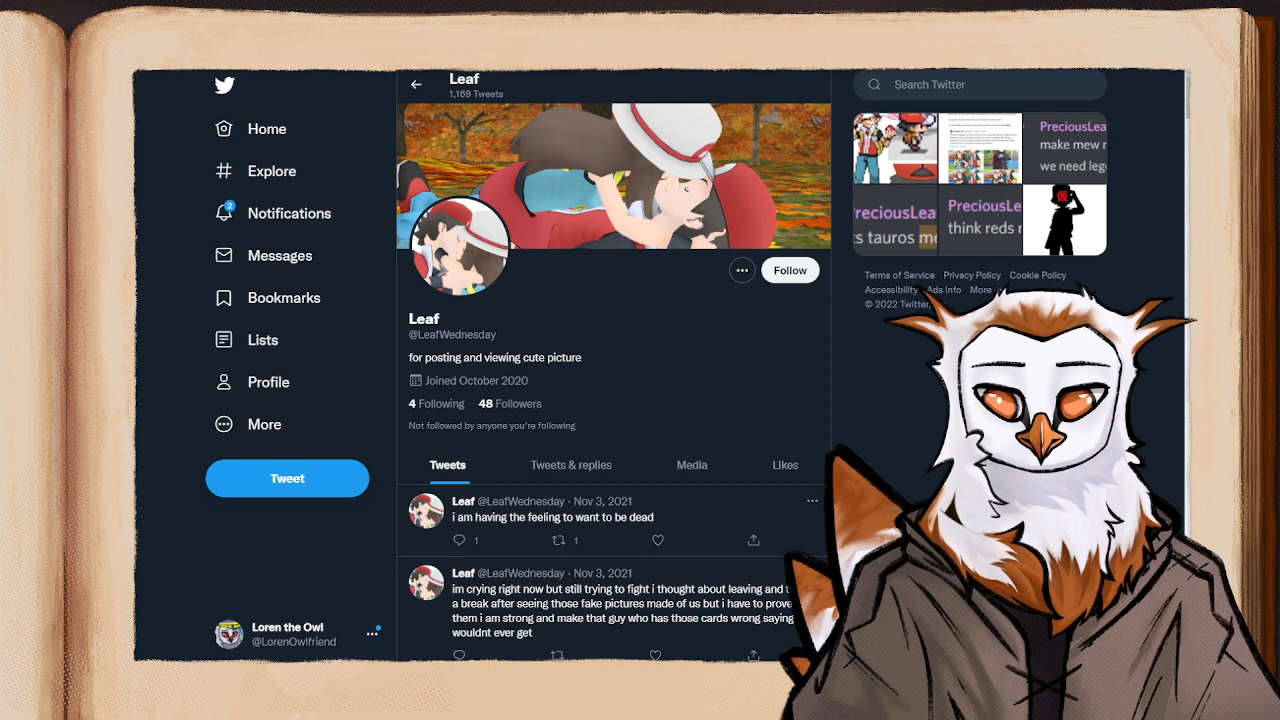 Leaf
1,169 Tweets
Search Twitter
Home
Explore
2
Notifications
Messages
Bookmarks
Lists
Profile
More
Tweet
Loren the Owl
@LorenOwlfriend
Follow
Leaf
@LeafWednesday
for posting and viewing cute picture
Joined October 2020
4 Following 48 Followers
Not followed by anyone you're following
Tweets
Tweets & replies
Media
Likes
Leaf @LeafWednesday · Nov 3, 2021
i am having the feeling to want to be dead
1
1
Leaf @LeafWednesday · Nov 3, 2021
im crying right now but still trying to fight i thought about leaving and
a break after seeing those fake pictures made of us but i have to prove
them i am strong and make that guy who has those cards wrong saying
wouldnt ever get
PreciousLea
make mew
we need leg
PreciousLea
s tauros
PreciousLe
think reds
仮
Terms of Service Privacy Policy Cookie Policy
Accessibility Ads Info More
© 2022 Twitter,